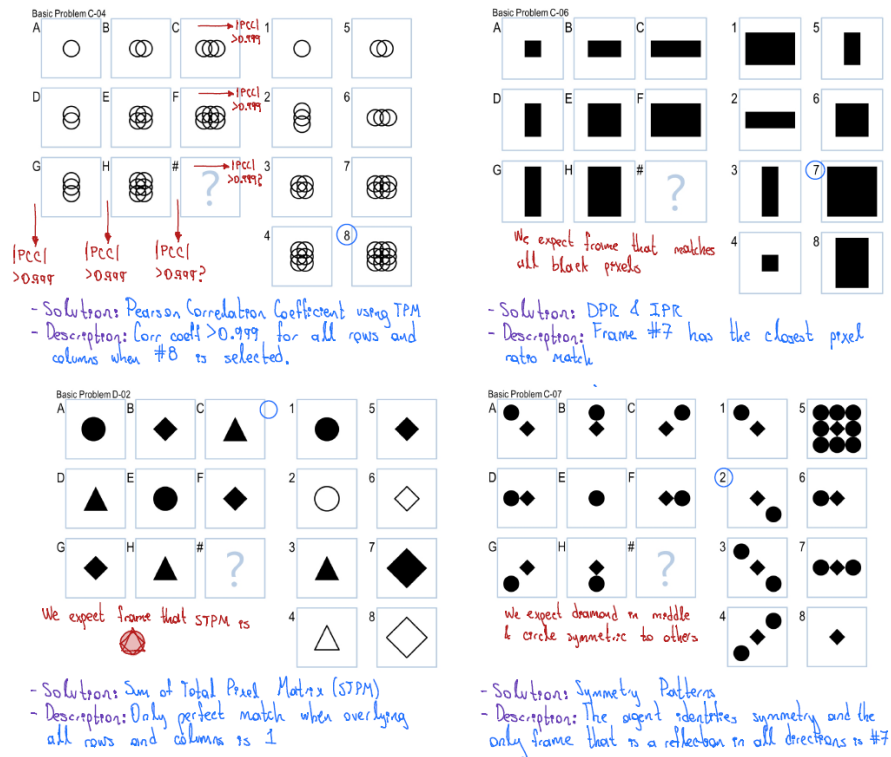 Basic Problem C-04
A B C 1 5
|PCC|
>0.999
D E F 2 6
|PCC|
>0.999
G H # 3 7
?
|PCC|
>0.999?
4 8
|PCC| |PCC| |PCC|
>0.999 >0.999 >0.999?
- Solution: Pearson Correlation Coefficient using TPM
- Description: Corr coeff >0.999 for all rows and
columns when #8 is selected.
Basic Problem C-06
A B C 1 5
D E F 2 6
G H # 3 7
?
4 8
We expect frame that matches
all black pixels
- Solution: DPR & IPR
- Description: Frame #7 has the closest pixel
ratio match
Basic Problem D-02
A B C 1 5
D E F 2 6
G H # 3 7
?
4 8
We expect frame that STPM is
- Solution: Sum of Total Pixel Matrix (STPM)
- Description: Only perfect match when overlying
all rows and columns is 1
Basic Problem C-07
A B C 1 5
D E F 2 6
G H # 3 7
?
4 8
We expect diamond in middle
& circle symmetric to others
- Solution: Symmetry Patterns
- Description: The agent identifies symmetry and the
only frame that is a reflection in all directions is #7